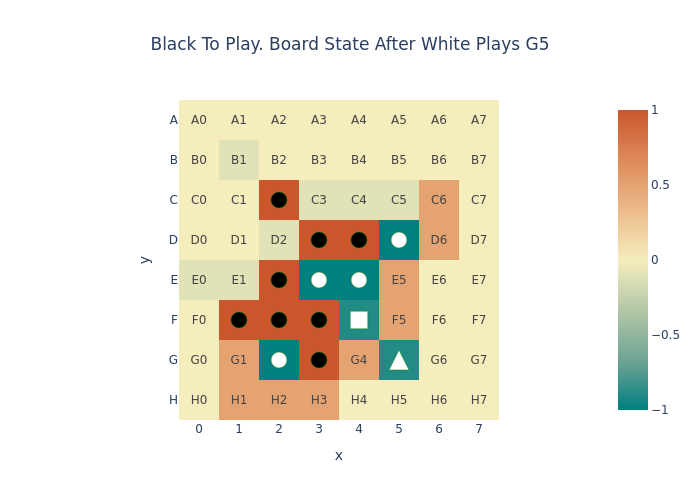 Black To Play. Board State After White Plays G5
A A0 A1 A2 A3 A4 A5 A6 A7
B B0 B1 B2 B3 B4 B5 B6 B7
C C0 C1 C3 C4 C5 C6 C7
D D0 D1 D2 D6 D7
E E0 E1 E5 E6 E7
F F0 F5 F6 F7
G G0 G1 G4 G6 G7
H H0 H1 H2 H3 H4 H5 H6 H7
0 1 2 3 4 5 6 7
x
y
1
0.5
0
−0.5
−1